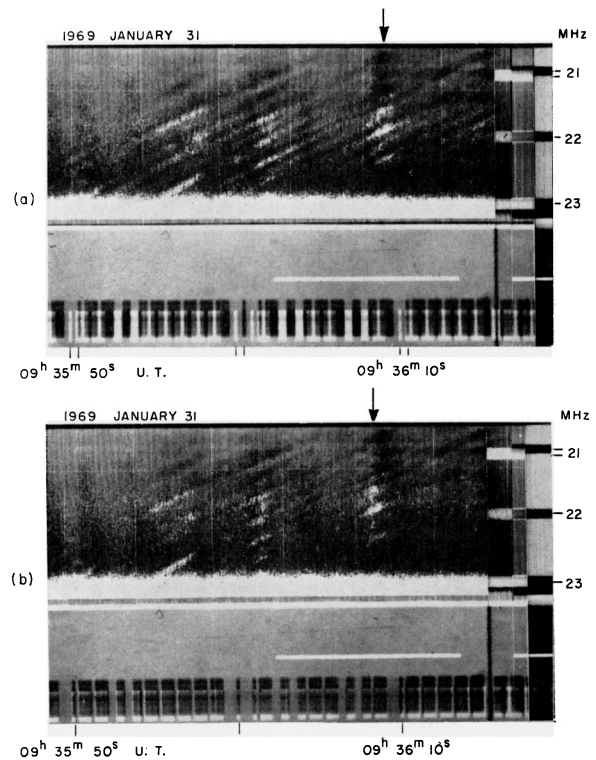 1969 JANUARY 31
MHz
21
22
(a)
23
09ʰ 35ᵐ 50ˢ U. T.
09ʰ 36ᵐ 10ˢ
1969 JANUARY 31
MHz
21
22
(b)
23
09ʰ 35ᵐ 50ˢ U. T.
09ʰ 36ᵐ 10ˢ